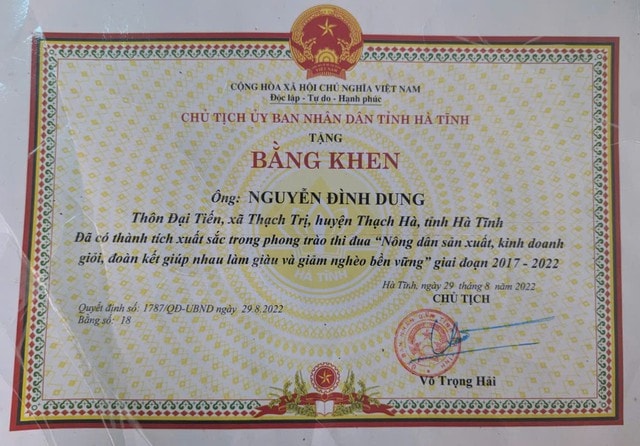 CỘNG HÒA XÃ HỘI CHỦ NGHĨA VIỆT NAM
Độc lập - Tự do - Hạnh phúc
CHỦ TỊCH ỦY BAN NHÂN DÂN TỈNH HÀ TĨNH
TẶNG
BẰNG KHEN
Ông: NGUYỄN ĐÌNH DUNG
Thôn Đại Tiến, xã Thạch Trị, huyện Thạch Hà, tỉnh Hà Tĩnh
Đã có thành tích xuất sắc trong phong trào thi đua “Nông dân sản xuất, kinh doanh
giỏi, đoàn kết giúp nhau làm giàu và giảm nghèo bền vững” giai đoạn 2017 - 2022
Hà Tĩnh, ngày 29 tháng 8 năm 2022
CHỦ TỊCH
Quyết định số: 1787/QĐ-UBND ngày 29.8.2022
Bằng số: 18
Võ Trọng Hải